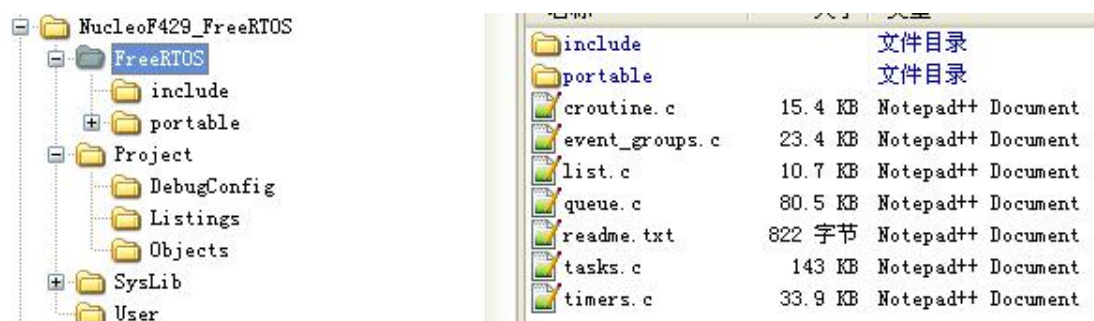 NucleoF429_FreeRTOS
FreeRTOS
include
portable
Project
DebugConfig
Listings
Objects
SysLib
User
include 文件目录
portable 文件目录
croutine.c 15.4 KB Notepad++ Document
event_groups.c 23.4 KB Notepad++ Document
list.c 10.7 KB Notepad++ Document
queue.c 80.5 KB Notepad++ Document
readme.txt 822 字节 Notepad++ Document
tasks.c 143 KB Notepad++ Document
timers.c 33.9 KB Notepad++ Document